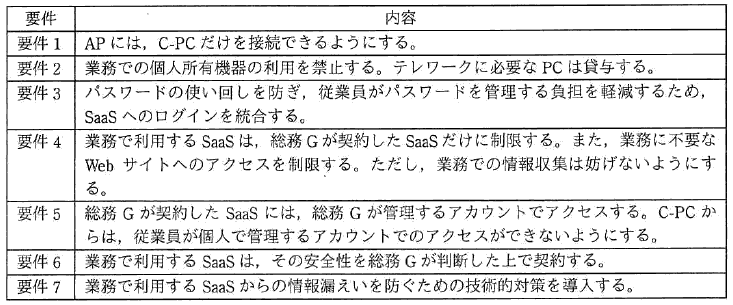 要件 内容
要件1 APには，C-PCだけを接続できるようにする。
要件2 業務での個人所有機器の利用を禁止する。テレワークに必要なPCは貸与する。
要件3 パスワードの使い回しを防ぎ，従業員がパスワードを管理する負担を軽減するため，
SaaSへのログインを統合する。
要件4 業務で利用するSaaSは，総務Gが契約したSaaSだけに制限する。また，業務に不要な
Webサイトへのアクセスを制限する。ただし，業務での情報収集は妨げないようにす
る。
要件5 総務Gが契約したSaaSには，総務Gが管理するアカウントでアクセスする。C-PCか
らは，従業員が個人で管理するアカウントでのアクセスができないようにする。
要件6 業務で利用するSaaSは，その安全性を総務Gが判断した上で契約する。
要件7 業務で利用するSaaSからの情報漏えいを防ぐための技術的対策を導入する。